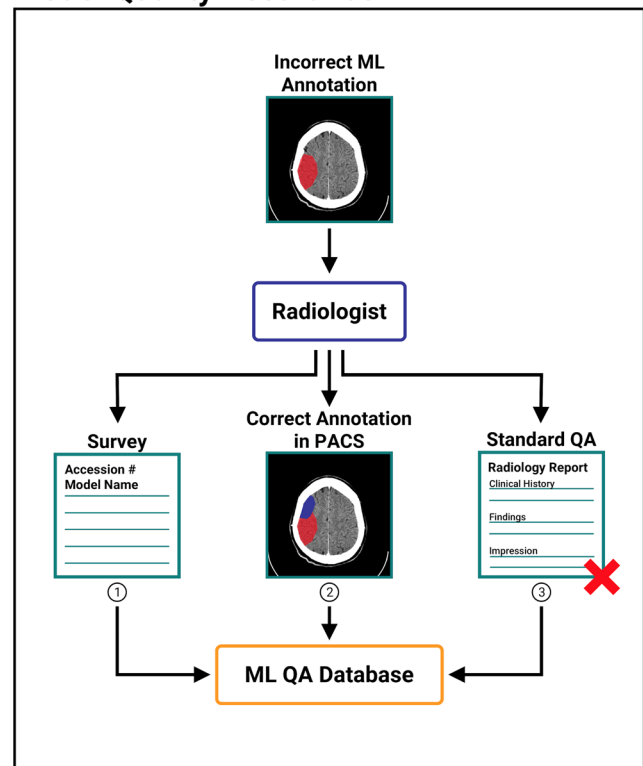 Incorrect ML
Annotation
Radiologist
Survey
Accession #
Model Name
Correct Annotation
in PACS
Standard QA
Radiology Report
Clinical History
Findings
Impression
1
2
3
ML QA Database